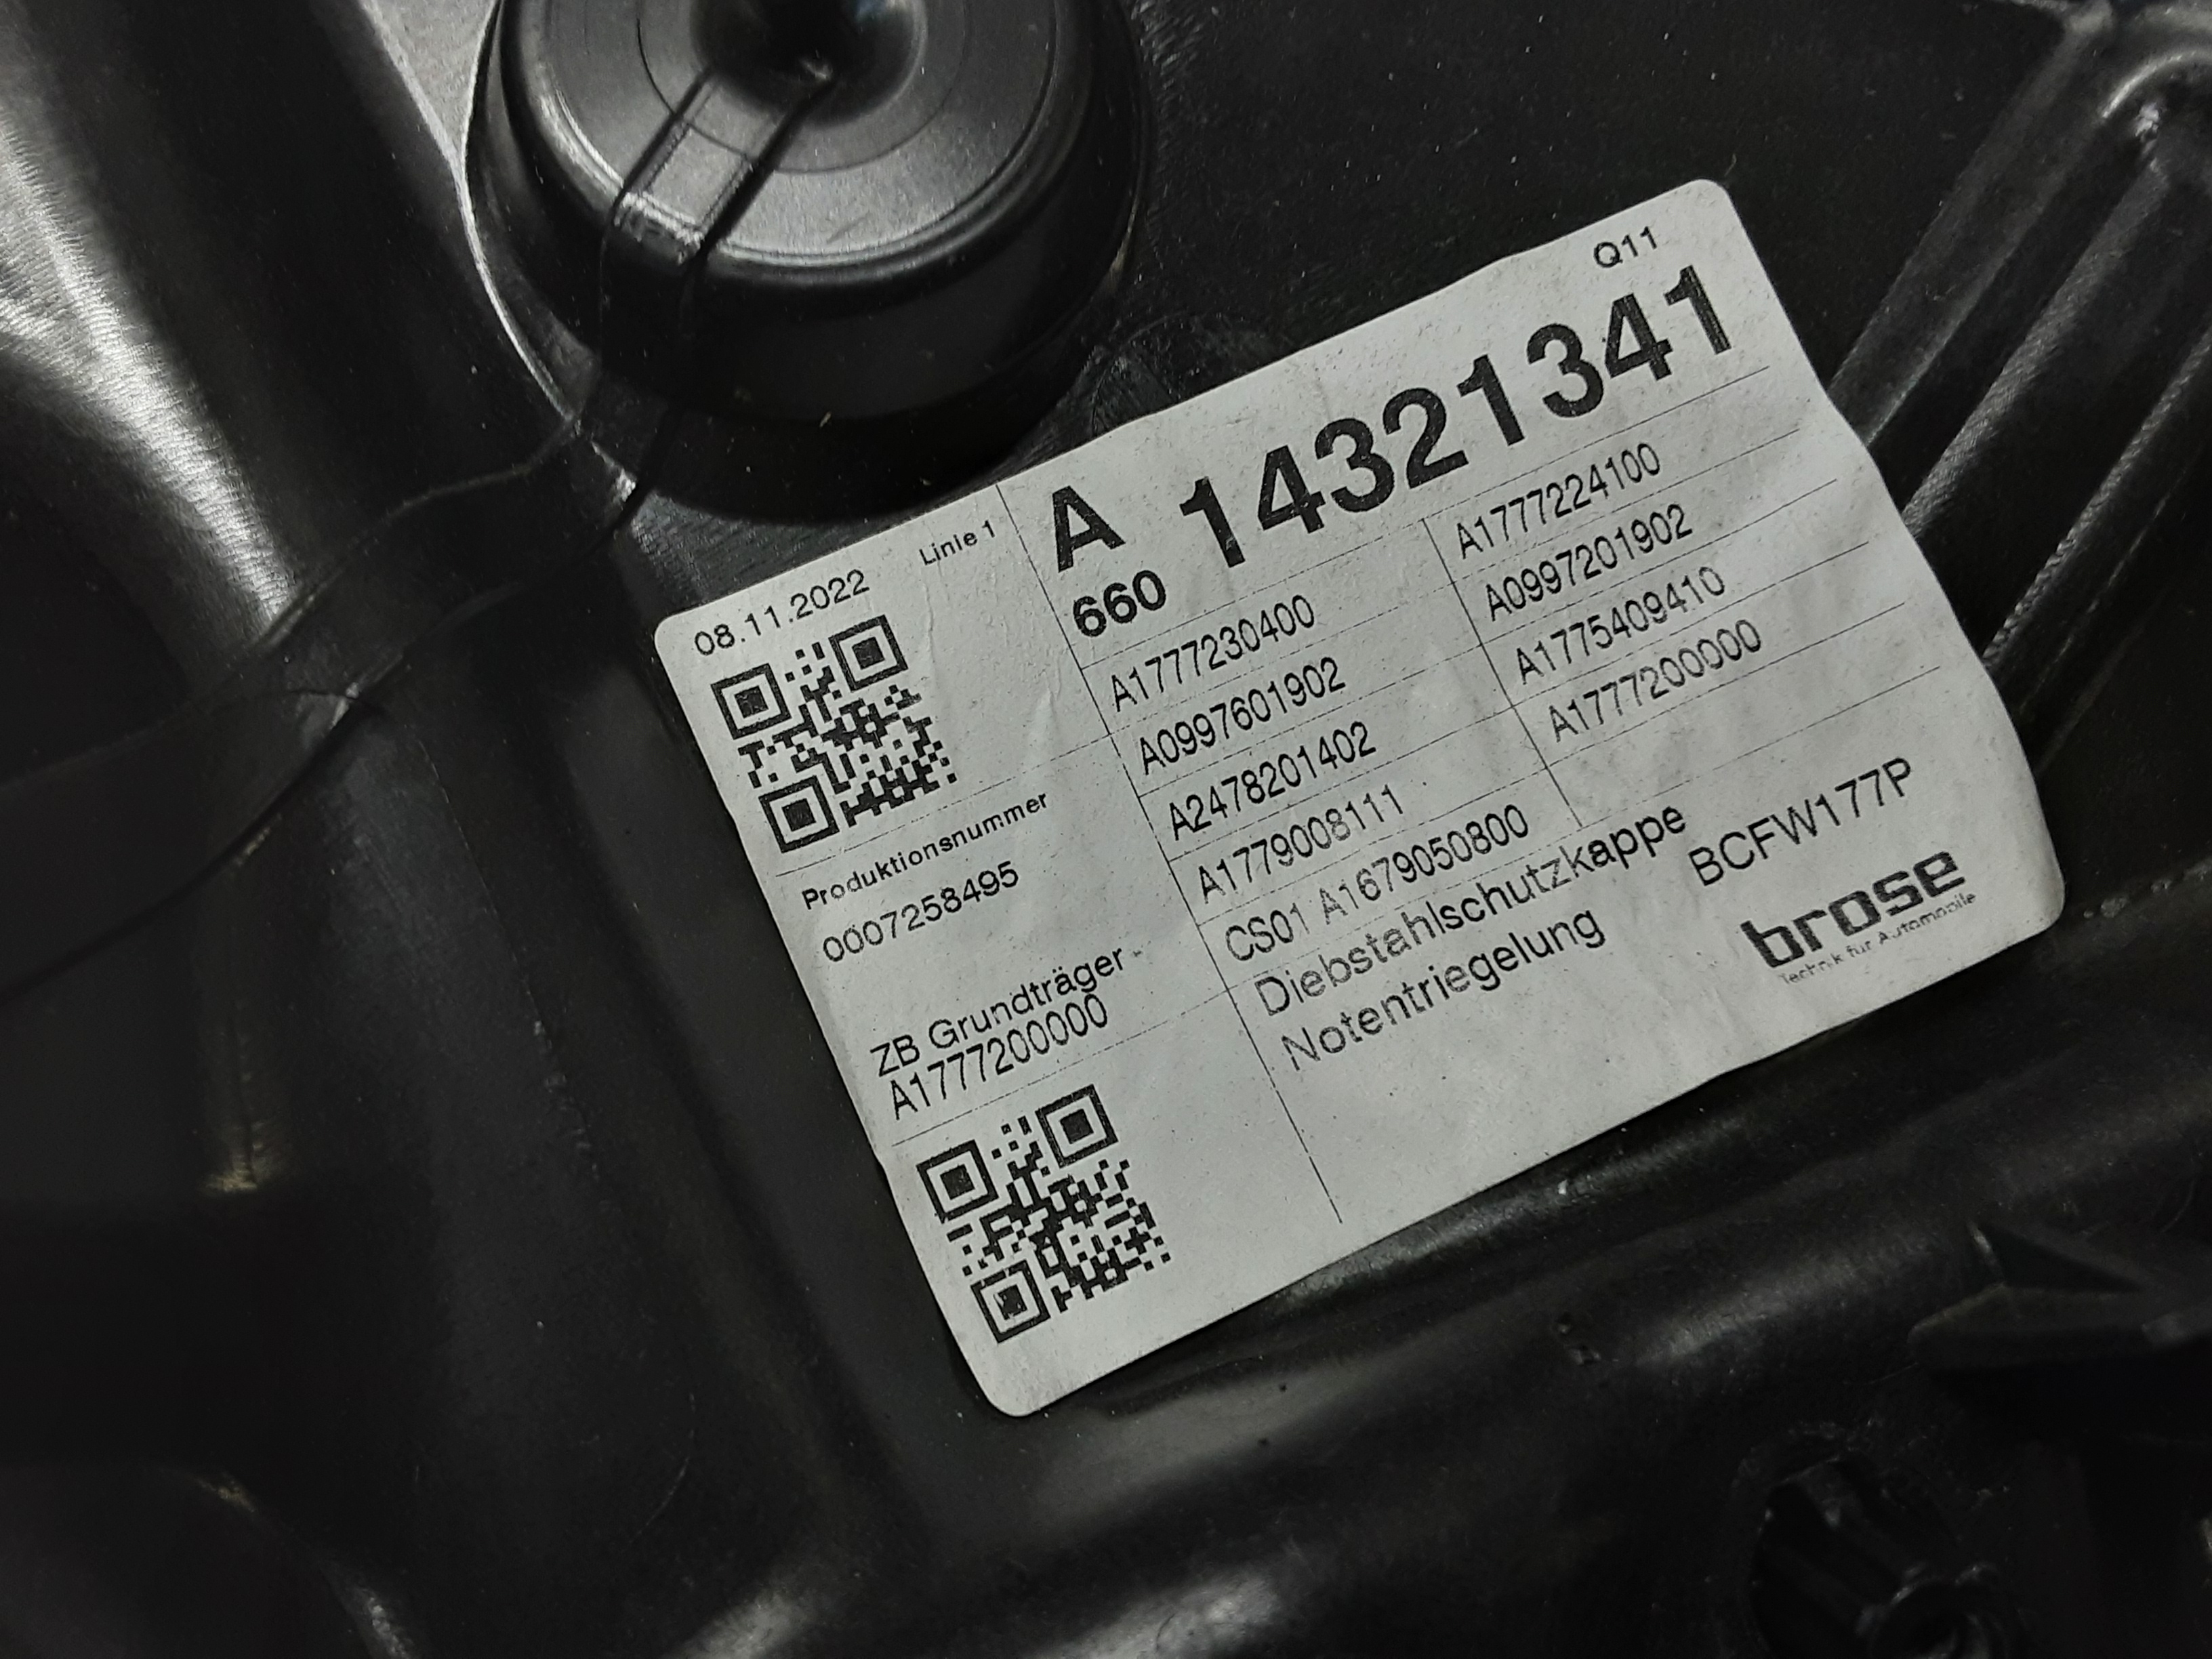 Q11
08.11.2022 Linie 1
A 14321341
660
A1777230400 A1777224100
A0997601902 A0997201902
A2478201402 A1775409410
A1779008111 A1777200000
CS01 A1679050800
Diebstahlschutzkappe
Notentriegelung
BCFW177P
brose
Technik für Automobile
Produktionsnummer
0007258495
ZB Grundträger -
A1777200000